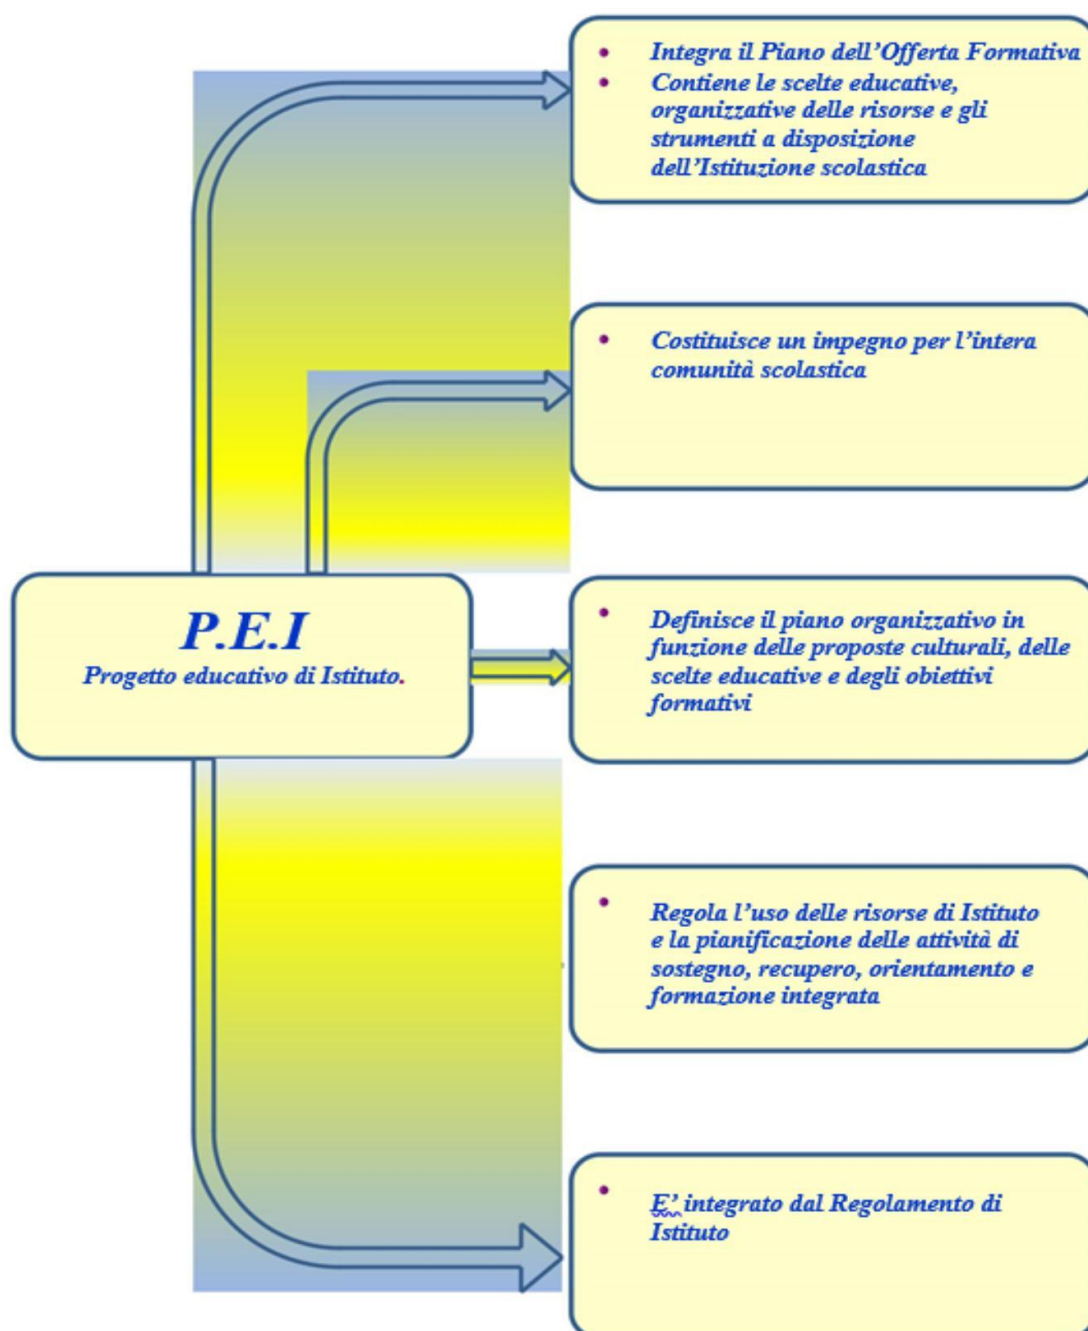 • Integra il Piano dell'Offerta Formativa
• Contiene le scelte educative,
organizzative delle risorse e gli
strumenti a disposizione
dell'Istituzione scolastica
• Costituisce un impegno per l'intera
comunità scolastica
P.E.I
Progetto educativo di Istituto.
• Definisce il piano organizzativo in
funzione delle proposte culturali, delle
scelte educative e degli obiettivi
formativi
• Regola l'uso delle risorse di Istituto
e la pianificazione delle attività di
sostegno, recupero, orientamento e
formazione integrata
• E' integrato dal Regolamento di
Istituto